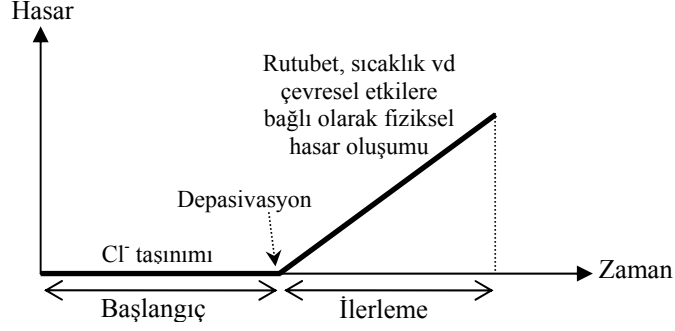 Hasar
Rutubet, sıcaklık vd
çevresel etkilere
bağlı olarak fiziksel
hasar oluşumu
Depasivasyon
Cl⁻ taşınımı
Zaman
Başlangıç
İlerleme